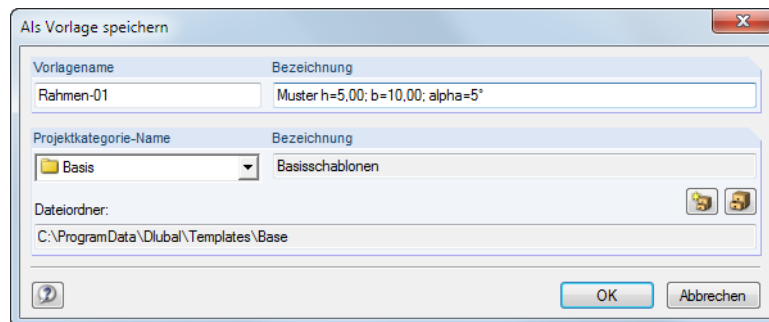 Als Vorlage speichern
Vorlagename Bezeichnung
Rahmen-01 Muster h=5,00; b=10,00; alpha=5°
Projektkategorie-Name Bezeichnung
Basis Basisschablonen
Dateiordner:
C:\ProgramData\Dlubal\Templates\Base
OK Abbrechen